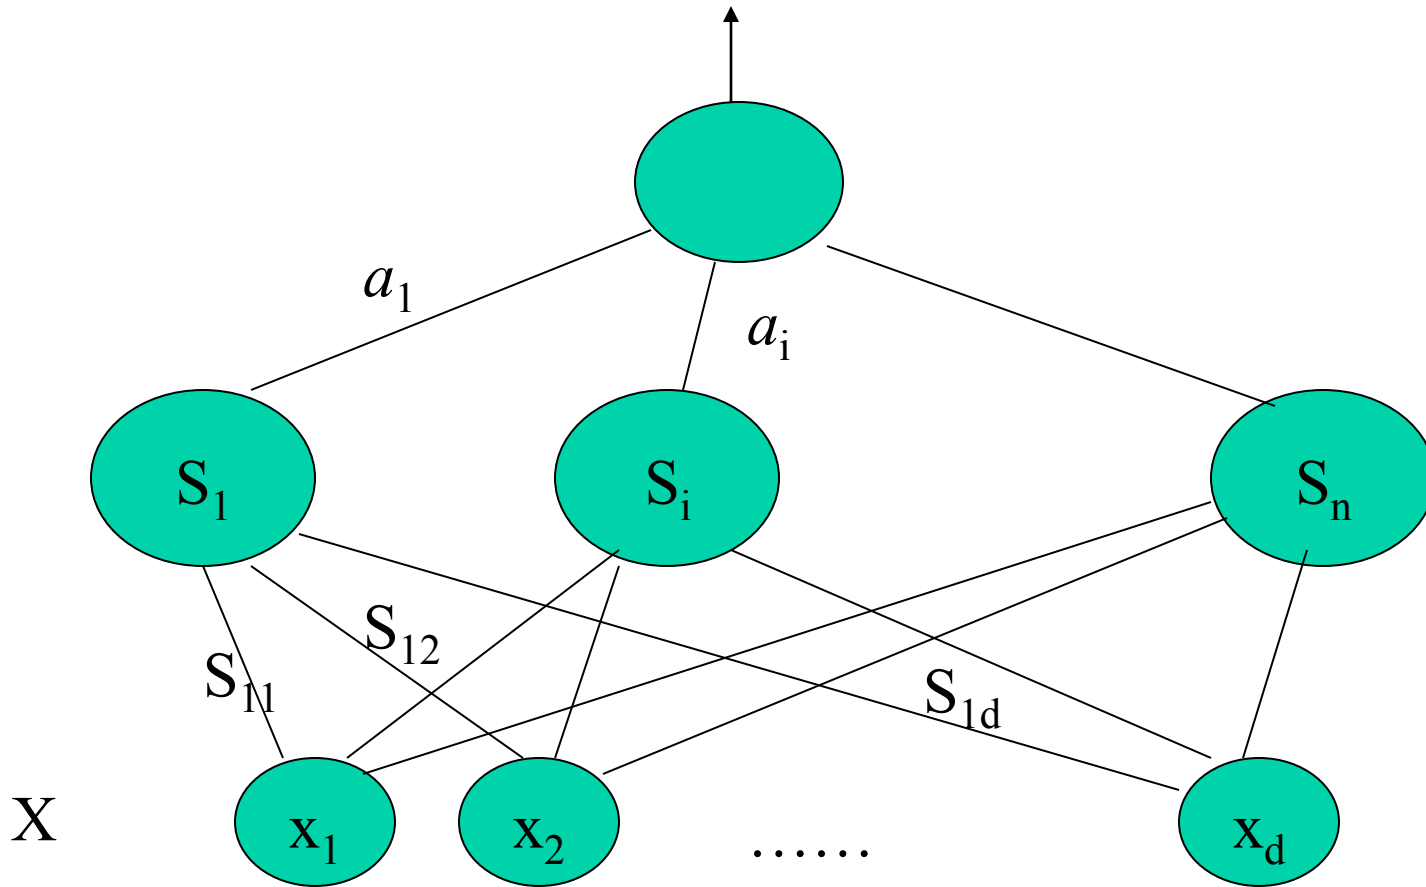 a₁
aᵢ
S₁ Sᵢ Sₙ
S₁₂
S₁₁ S₁d
X x₁ x₂ …… xd